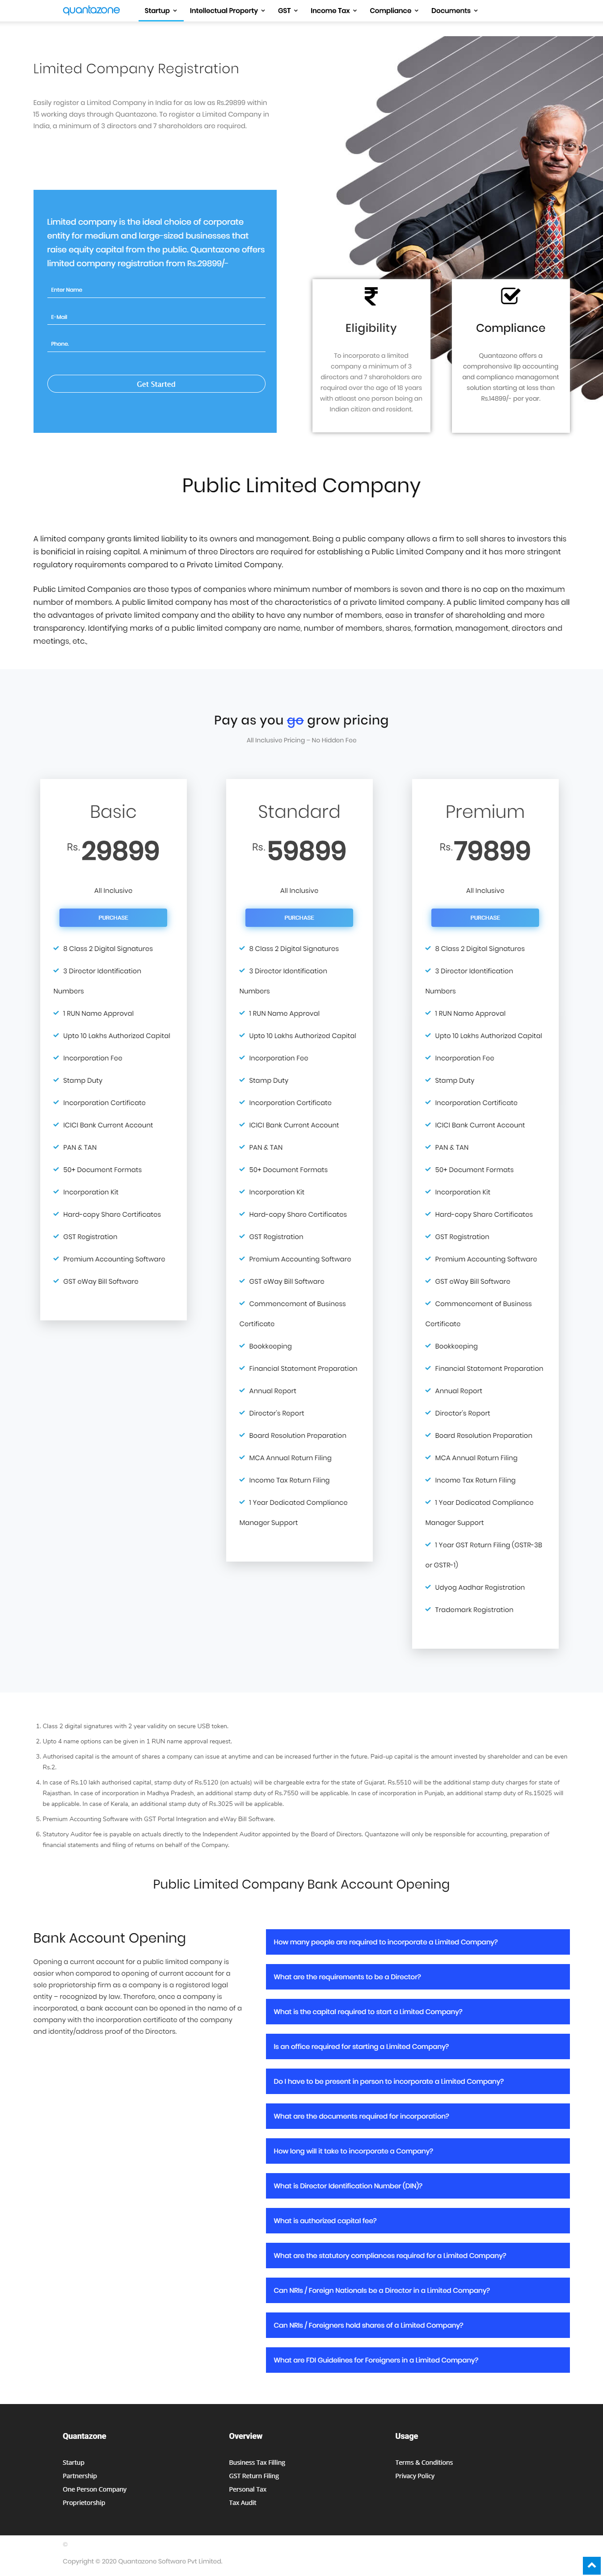 quantazone
Startup
Intellectual Property
GST
Income Tax
Compliance
Documents
Limited Company Registration
Easily register a Limited Company in India for as low as Rs.29899 within
15 working days through Quantazone. To register a Limited Company in
India, a minimum of 3 directors and 7 shareholders are required.
Limited company is the ideal choice of corporate
entity for medium and large-sized businesses that
raise equity capital from the public. Quantazone offers
limited company registration from Rs.29899/-
Enter Name
E-Mail
Phone.
Get Started
₹
Eligibility
To incorporate a limited
company a minimum of 3
directors and 7 shareholders are
required over the age of 18 years
with atleast one person being an
Indian citizen and resident.
Compliance
Quantazone offers a
comprehensive llp accounting
and compliance management
solution starting at less than
Rs.14899/- per year.
Public Limited Company
A limited company grants limited liability to its owners and management. Being a public company allows a firm to sell shares to investors this
is benificial in raising capital. A minimum of three Directors are required for establishing a Public Limited Company and it has more stringent
regulatory requirements compared to a Private Limited Company.
Public Limited Companies are those types of companies where minimum number of members is seven and there is no cap on the maximum
number of members. A public limited company has most of the characteristics of a private limited company. A public limited company has all
the advantages of private limited company and the ability to have any number of members, ease in transfer of shareholding and more
transparency. Identifying marks of a public limited company are name, number of members, shares, formation, management, directors and
meetings, etc.,
Pay as you go grow pricing
All Inclusive Pricing – No Hidden Fee
Basic
Rs. 29899
All Inclusive
PURCHASE
8 Class 2 Digital Signatures
3 Director Identification
Numbers
1 RUN Name Approval
Upto 10 Lakhs Authorized Capital
Incorporation Fee
Stamp Duty
Incorporation Certificate
ICICI Bank Current Account
PAN & TAN
50+ Document Formats
Incorporation Kit
Hard-copy Share Certificates
GST Registration
Premium Accounting Software
GST eWay Bill Software
Standard
Rs. 59899
All Inclusive
PURCHASE
8 Class 2 Digital Signatures
3 Director Identification
Numbers
1 RUN Name Approval
Upto 10 Lakhs Authorized Capital
Incorporation Fee
Stamp Duty
Incorporation Certificate
ICICI Bank Current Account
PAN & TAN
50+ Document Formats
Incorporation Kit
Hard-copy Share Certificates
GST Registration
Premium Accounting Software
GST eWay Bill Software
Commencement of Business
Certificate
Bookkeeping
Financial Statement Preparation
Annual Report
Director's Report
Board Resolution Preparation
MCA Annual Return Filing
Income Tax Return Filing
1 Year Dedicated Compliance
Manager Support
Premium
Rs. 79899
All Inclusive
PURCHASE
8 Class 2 Digital Signatures
3 Director Identification
Numbers
1 RUN Name Approval
Upto 10 Lakhs Authorized Capital
Incorporation Fee
Stamp Duty
Incorporation Certificate
ICICI Bank Current Account
PAN & TAN
50+ Document Formats
Incorporation Kit
Hard-copy Share Certificates
GST Registration
Premium Accounting Software
GST eWay Bill Software
Commencement of Business
Certificate
Bookkeeping
Financial Statement Preparation
Annual Report
Director's Report
Board Resolution Preparation
MCA Annual Return Filing
Income Tax Return Filing
1 Year Dedicated Compliance
Manager Support
1 Year GST Return Filing (GSTR-3B
or GSTR-1)
Udyog Aadhar Registration
Trademark Registration
1. Class 2 digital signatures with 2 year validity on secure USB token.
2. Upto 4 name options can be given in 1 RUN name approval request.
3. Authorised capital is the amount of shares a company can issue at anytime and can be increased further in the future. Paid-up capital is the amount invested by shareholder and can be even
Rs.2.
4. In case of Rs.10 lakh authorised capital, stamp duty of Rs.5120 (on actuals) will be chargeable extra for the state of Gujarat. Rs.5510 will be the additional stamp duty charges for state of
Rajasthan. In case of incorporation in Madhya Pradesh, an additional stamp duty of Rs,7550 will be applicable. In case of incorporation in Punjab, an additional stamp duty of Rs.15025 will
be applicable. In case of Kerala, an additional stamp duty of Rs.3025 will be applicable.
5. Premium Accounting Software with GST Portal Integration and eWay Bill Software.
6. Statutory Auditor fee is payable on actuals directly to the Independent Auditor appointed by the Board of Directors. Quantazone will only be responsible for accounting, preparation of
financial statements and filing of returns on behalf of the Company.
Public Limited Company Bank Account Opening
Bank Account Opening
Opening a current account for a public limited company is
easier when compared to opening of current account for a
sole proprietorship firm as a company is a registered legal
entity – recognized by law. Therefore, once a company is
incorporated, a bank account can be opened in the name of a
company with the incorporation certificate of the company
and identity/address proof of the Directors.
How many people are required to incorporate a Limited Company?
What are the requirements to be a Director?
What is the capital required to start a Limited Company?
Is an office required for starting a Limited Company?
Do I have to be present in person to incorporate a Limited Company?
What are the documents required for incorporation?
How long will it take to incorporate a Company?
What is Director Identification Number (DIN)?
What is authorized capital fee?
What are the statutory compliances required for a Limited Company?
Can NRIs / Foreign Nationals be a Director in a Limited Company?
Can NRIs / Foreigners hold shares of a Limited Company?
What are FDI Guidelines for Foreigners in a Limited Company?
Quantazone
Startup
Partnership
One Person Company
Proprietorship
Overview
Business Tax Filling
GST Return Filing
Personal Tax
Tax Audit
Usage
Terms & Conditions
Privacy Policy
©
Copyright © 2020 Quantazone Software Pvt Limited.